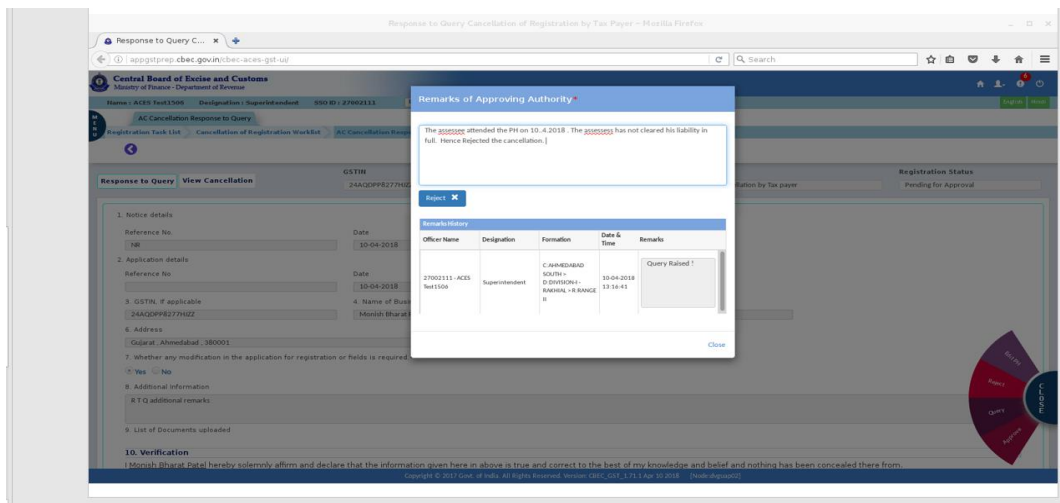 Response to Query Cancellation of Registration by Tax Payer - Mozilla Firefox
Response to Query C... ×
appgstprep.cbec.gov.in/cbec-aces-gst-ui/
Search
Central Board of Excise and Customs
Ministry of Finance - Department of Revenue
Name : ACES Test1506 Designation : Superintendent SSO ID : 27002111
English
MENU
AC Cancellation Response to Query
Registration Task List Cancellation of Registration Worklist AC Cancellation Resp
Remarks of Approving Authority*
The assessee attended the PH on 10..4.2018 . The assessess has not cleared his liability in
full. Hence Rejected the cancellation.
Reject ✖
Remarks History
Officer Name Designation Formation Date & Time Remarks
27002111 - ACES Test1506 Superintendent C:AHMEDABAD SOUTH > D:DIVISION-I - RAKHIAL > R:RANGE II 10-04-2018 13:16:41 Query Raised !
Close
Response to Query View Cancellation
GSTIN
24AQDPP8277H
lation by Tax payer
Registration Status
Pending for Approval
1. Notice details
Reference No. Date
NR 10-04-2018
2. Application details
Reference No Date
10-04-2018
3. GSTIN, if applicable 4. Name of Busi
24AQDPP8277HJZZ Monish Bharat
6. Address
Gujarat , Ahmedabad , 380001
7. Whether any modification in the application for registration or fields is required.
Yes No
8. Additional Information
R T Q additional remarks
9. List of Documents uploaded
10. Verification
I Monish Bharat Patel hereby solemnly affirm and declare that the information given here in above is true and correct to the best of my knowledge and belief and nothing has been concealed there from.
Reject
Query
Approve
CLOSE
Copyright © 2017 Govt. of India. All Rights Reserved. Version: CBEC_GST_1.71.1 Apr 10 2018